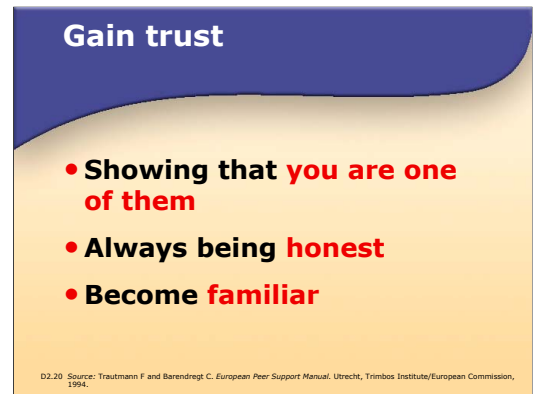 Gain trust
• Showing that you are one
of them
• Always being honest
• Become familiar
D2.20 Source: Trautmann F and Barendregt C. European Peer Support Manual. Utrecht, Trimbos Institute/European Commission,
1994.